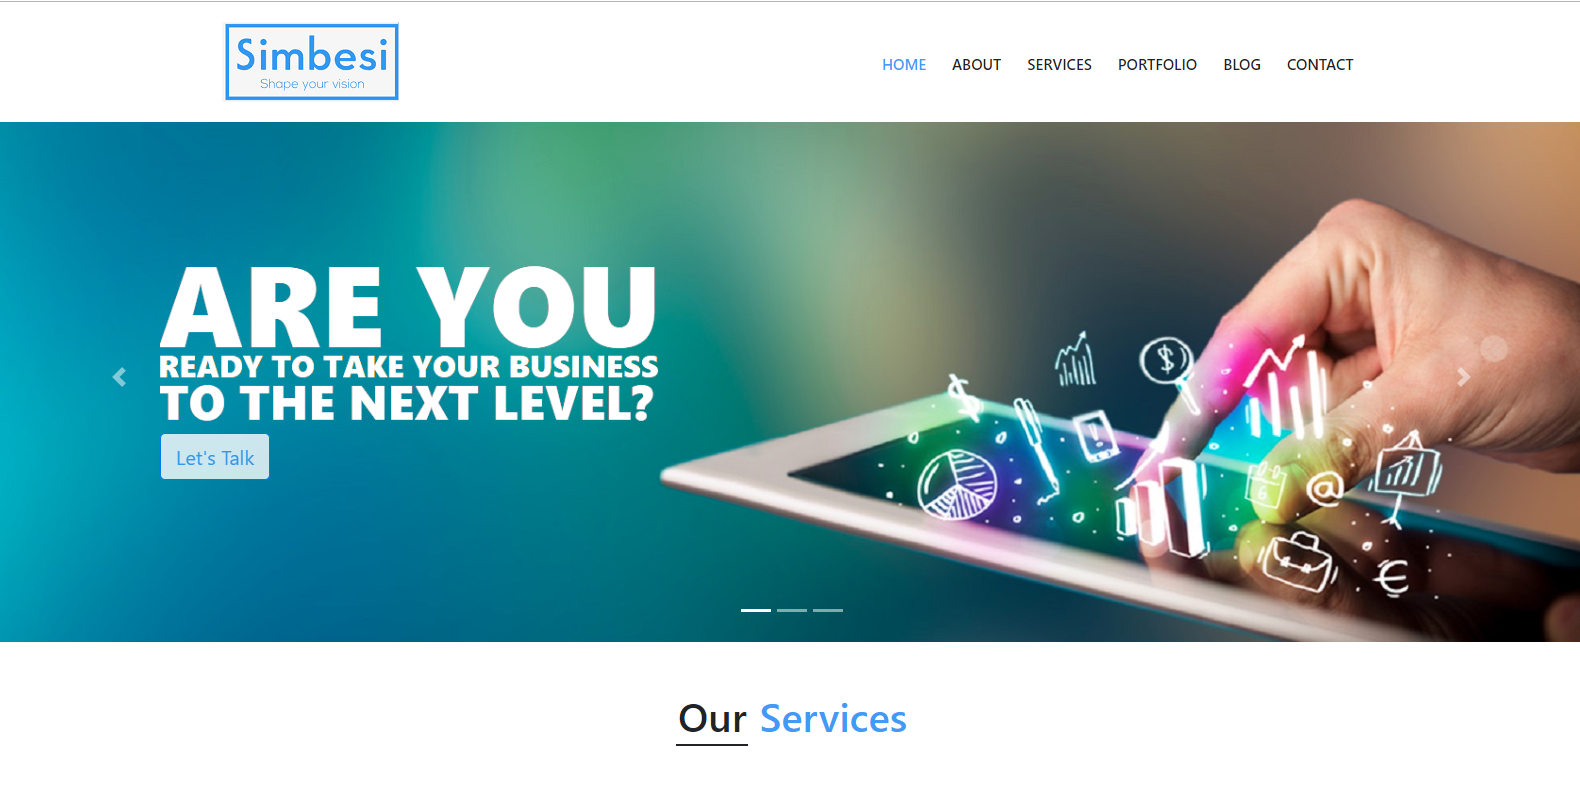 Simbesi
Shape your vision
HOME ABOUT SERVICES PORTFOLIO BLOG CONTACT
ARE YOU
READY TO TAKE YOUR BUSINESS
TO THE NEXT LEVEL?
Let's Talk
Our Services